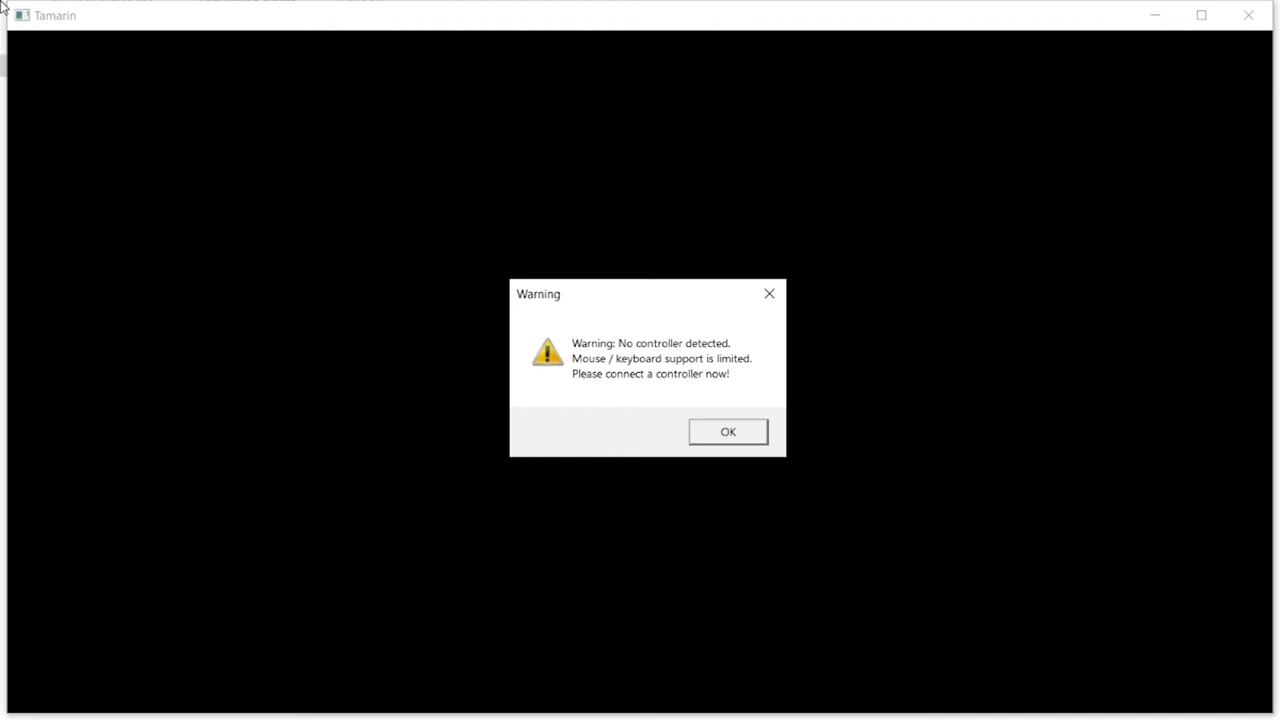 Tamarin
Warning
Warning: No controller detected.
Mouse / keyboard support is limited.
Please connect a controller now!
OK